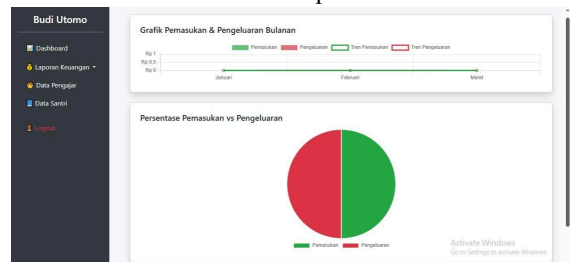 Budi Utomo
Dashboard
Laporan Keuangan
Data Pengajar
Data Santri
Logout
Grafik Pemasukan & Pengeluaran Bulanan
Pemasukan Pengeluaran Tren Pemasukan Tren Pengeluaran
Rp 1
Rp 0.5
Rp 0
Januari Februari Maret
Persentase Pemasukan vs Pengeluaran
Pemasukan Pengeluaran
Activate Windows
Go to Settings to activate Windows.